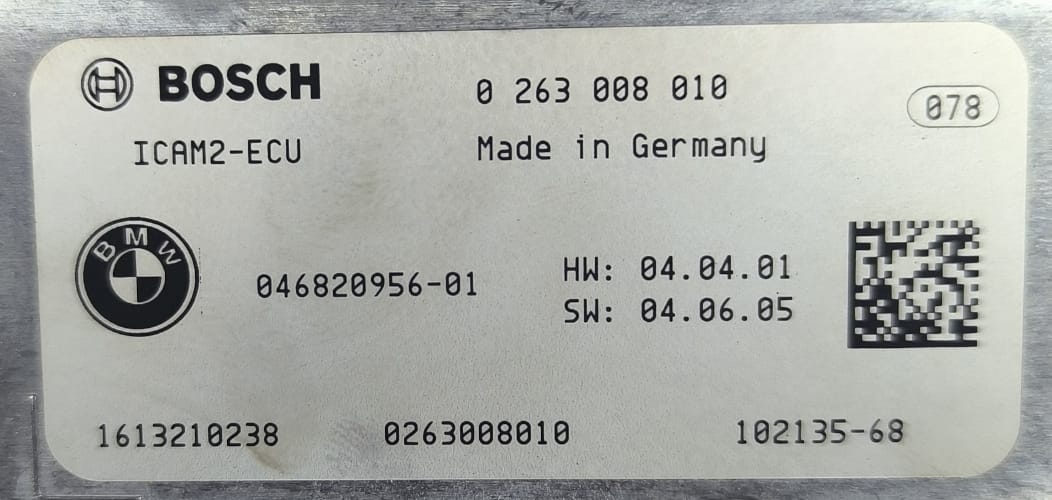 BOSCH 0 263 008 010 078
ICAM2-ECU Made in Germany
BMW
046820956-01 HW: 04.04.01
SW: 04.06.05
1613210238 0263008010 102135-68